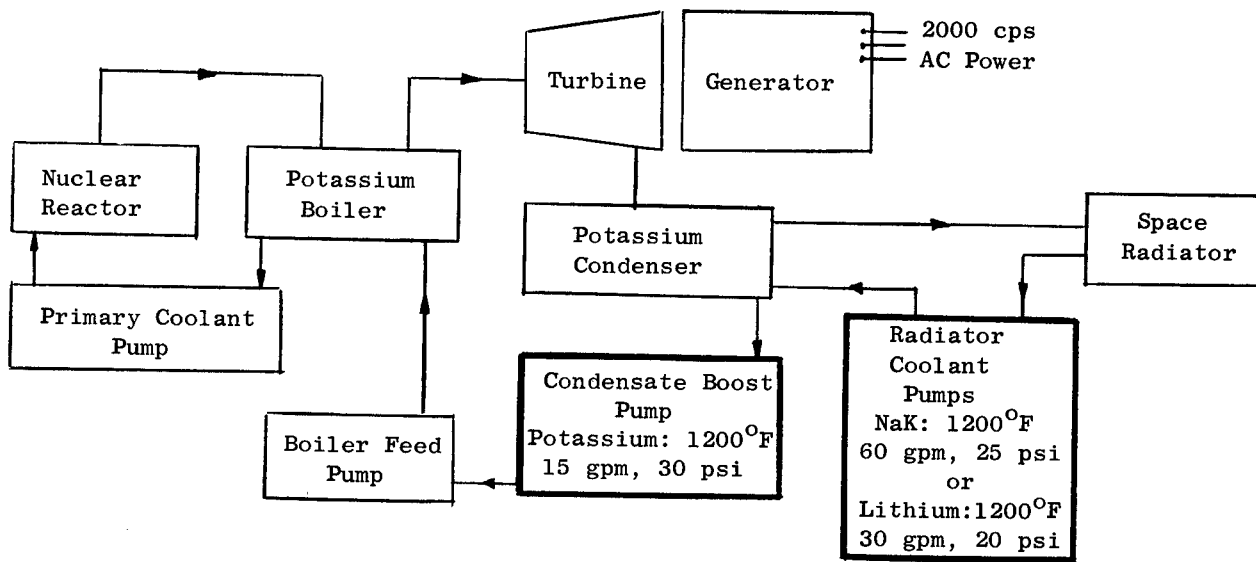 2000 cps
AC Power
Turbine
Generator
Nuclear
Reactor
Potassium
Boiler
Potassium
Condenser
Space
Radiator
Primary Coolant
Pump
Boiler Feed
Pump
Condensate Boost
Pump
Potassium: 1200°F
15 gpm, 30 psi
Radiator
Coolant
Pumps
NaK: 1200°F
60 gpm, 25 psi
or
Lithium:1200°F
30 gpm, 20 psi